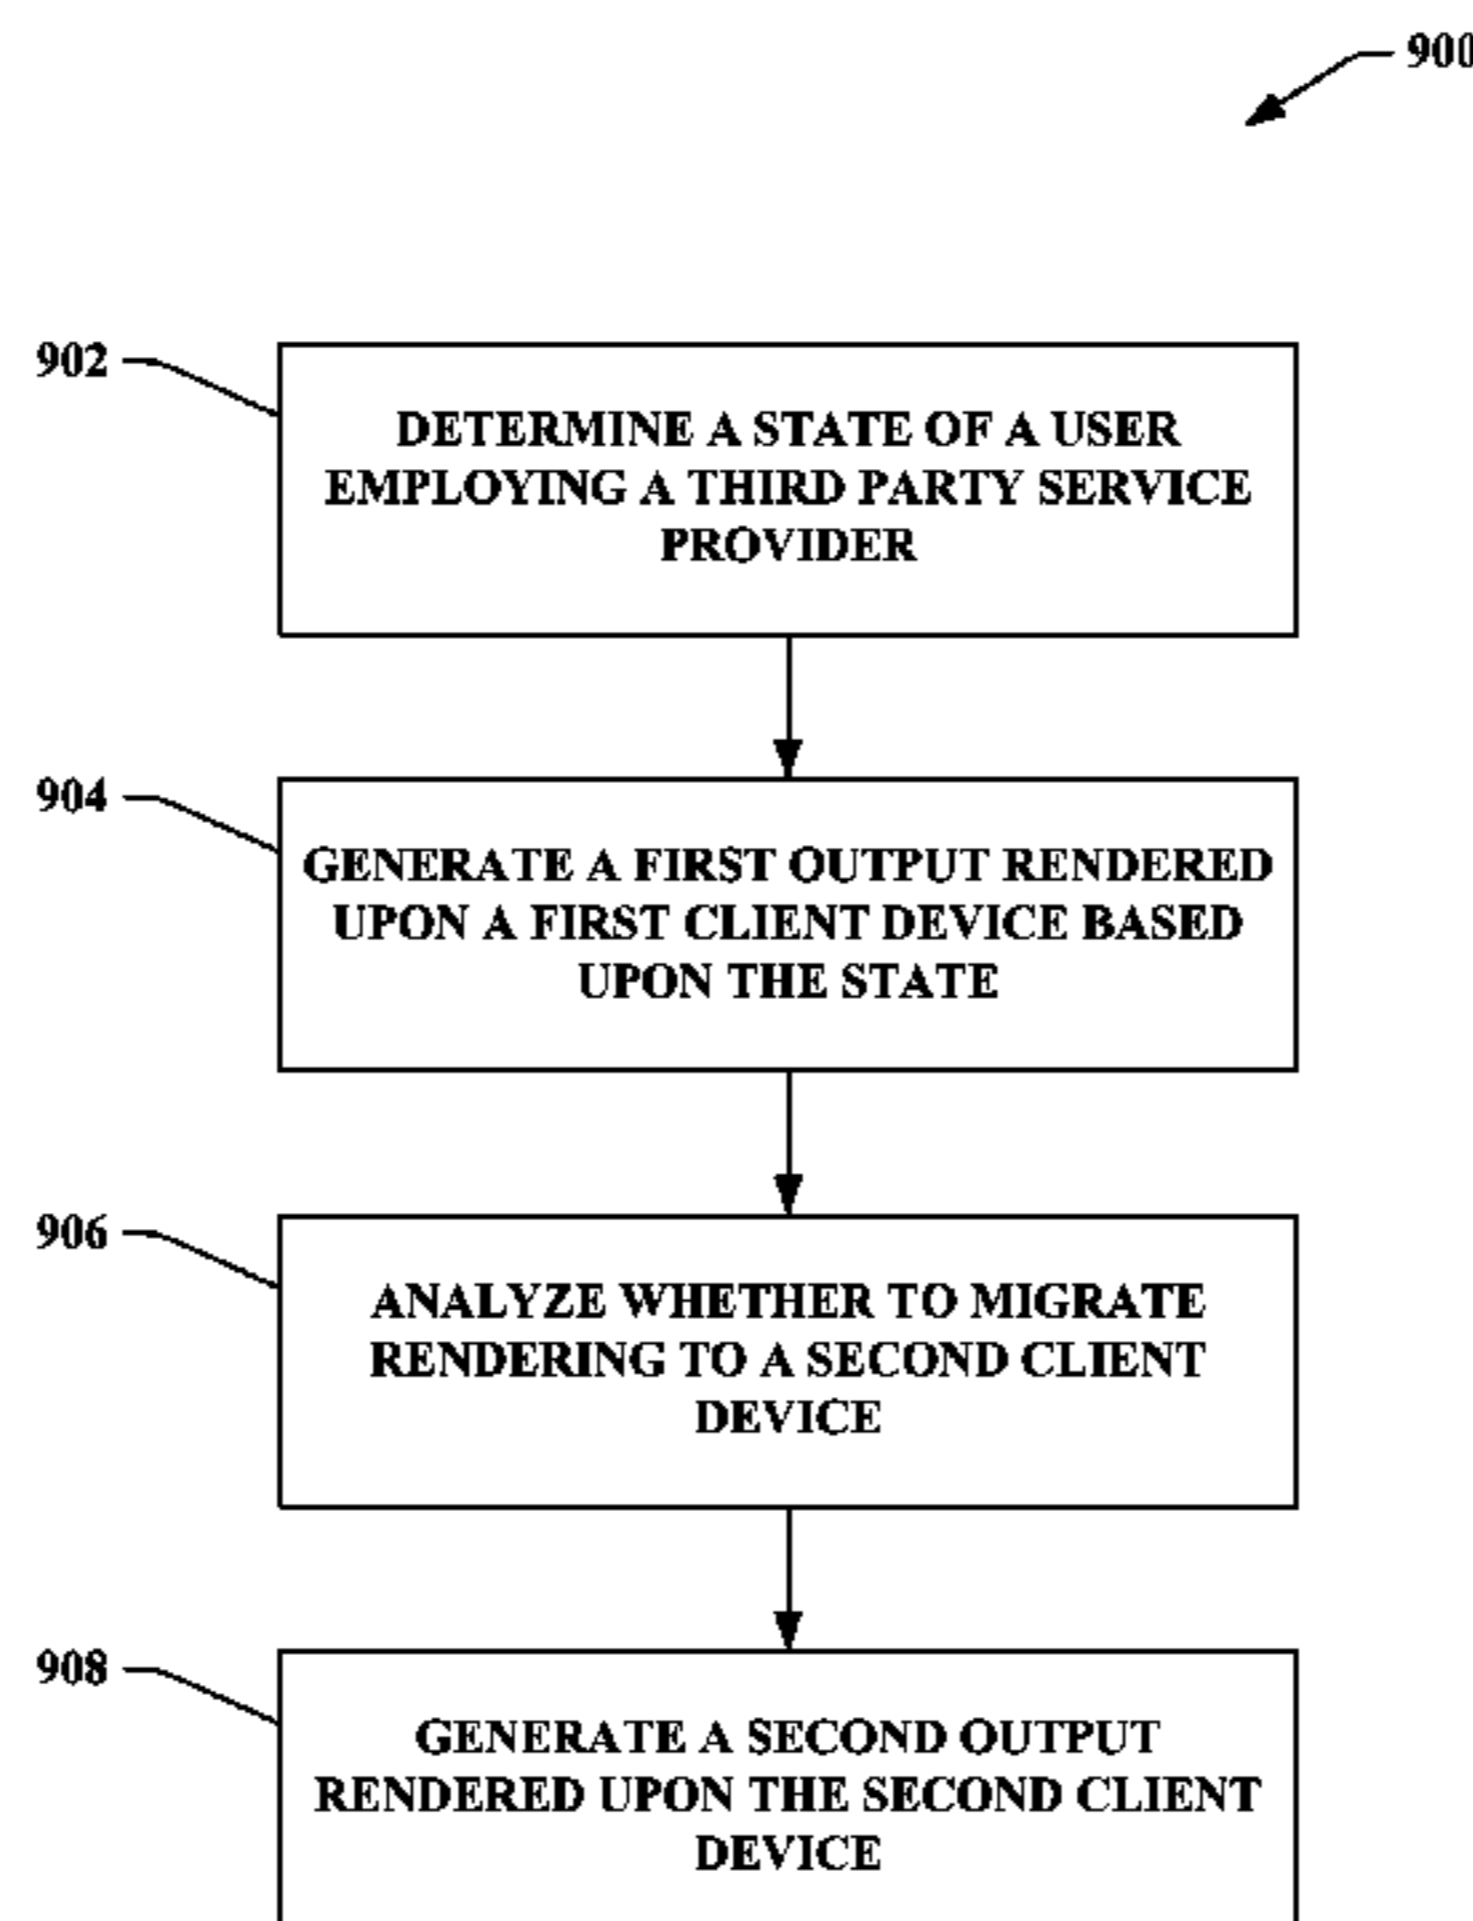 900
902
DETERMINE A STATE OF A USER
EMPLOYING A THIRD PARTY SERVICE
PROVIDER
904
GENERATE A FIRST OUTPUT RENDERED
UPON A FIRST CLIENT DEVICE BASED
UPON THE STATE
906
ANALYZE WHETHER TO MIGRATE
RENDERING TO A SECOND CLIENT
DEVICE
908
GENERATE A SECOND OUTPUT
RENDERED UPON THE SECOND CLIENT
DEVICE